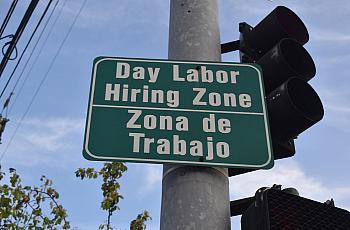 Day Labor
Hiring Zone
Zona de
Trabajo